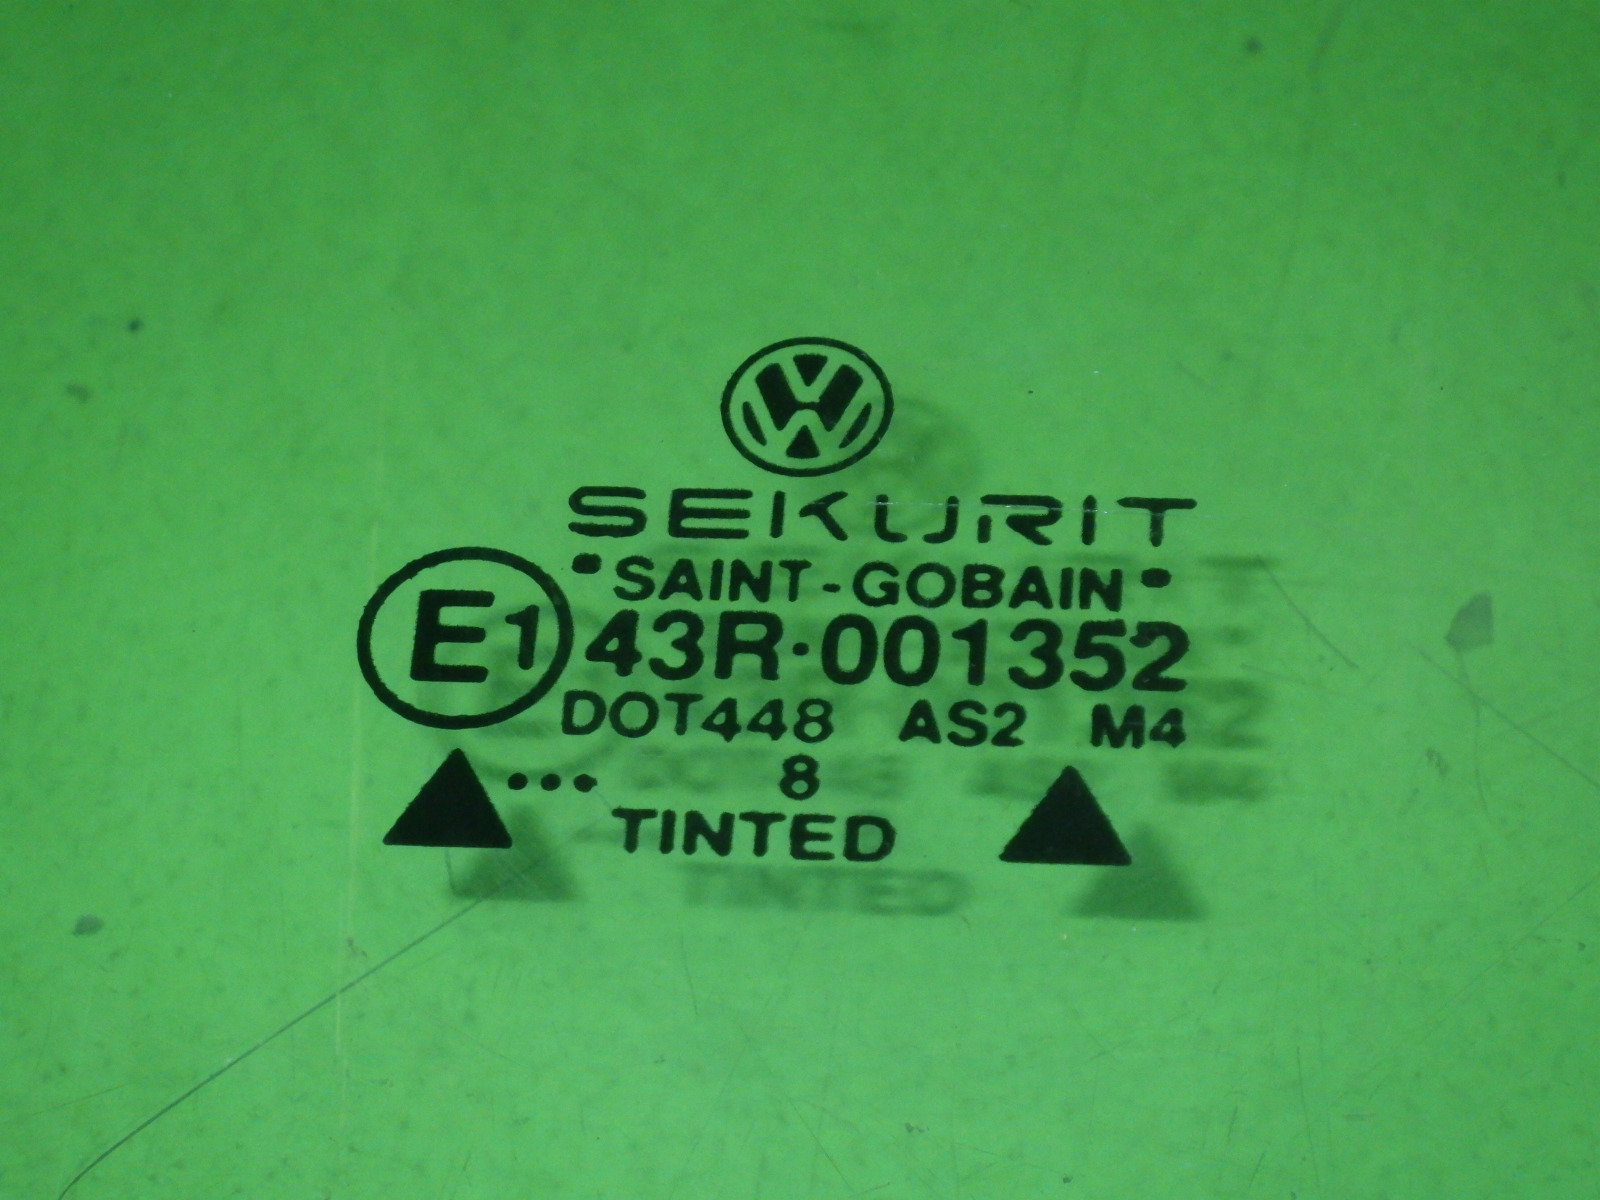 SEKURIT
•SAINT-GOBAIN•
E1 43R·001352
DOT448 AS2 M4
... 8
TINTED